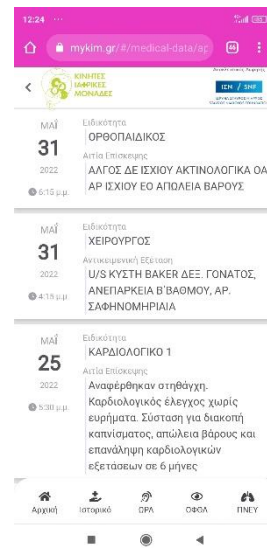 12:24
mykim.gr/#/medical-data/ap
46
ΚΙΝΗΤΕΣ
ΙΑΤΡΙΚΕΣ
ΜΟΝΑΔΕΣ
ΙΣΝ / SNF
ΜΑΪ
31
2022
6:15 μ.μ.
Ειδικότητα
ΟΡΘΟΠΑΙΔΙΚΟΣ
Αιτία Επίσκεψης
ΑΛΓΟΣ ΔΕ ΙΣΧΙΟΥ ΑΚΤΙΝΟΛΟΓΙΚΑ ΟΑ
ΑΡ ΙΣΧΙΟΥ ΕΟ ΑΠΩΛΕΙΑ ΒΑΡΟΥΣ
ΜΑΪ
31
2022
4:15 μ.μ.
Ειδικότητα
ΧΕΙΡΟΥΡΓΟΣ
Αντικειμενική Εξέταση
U/S ΚΥΣΤΗ BAKER ΔΕΞ. ΓΟΝΑΤΟΣ,
ΑΝΕΠΑΡΚΕΙΑ Β΄ΒΑΘΜΟΥ, ΑΡ.
ΣΑΦΗΝΟΜΗΡΙΑΙΑ
ΜΑΪ
25
2022
5:30 μ.μ.
Ειδικότητα
ΚΑΡΔΙΟΛΟΓΙΚΟ 1
Αιτία Επίσκεψης
Αναφέρθηκαν στηθάγχη.
Καρδιολογικός έλεγχος χωρίς
ευρήματα. Σύσταση για διακοπή
καπνίσματος, απώλεια βάρους και
επανάληψη καρδιολογικών
εξετάσεων σε 6 μήνες
Αρχική
Ιστορικό
ΩΡΛ
ΟΦΘΛ
ΠΝΕΥ